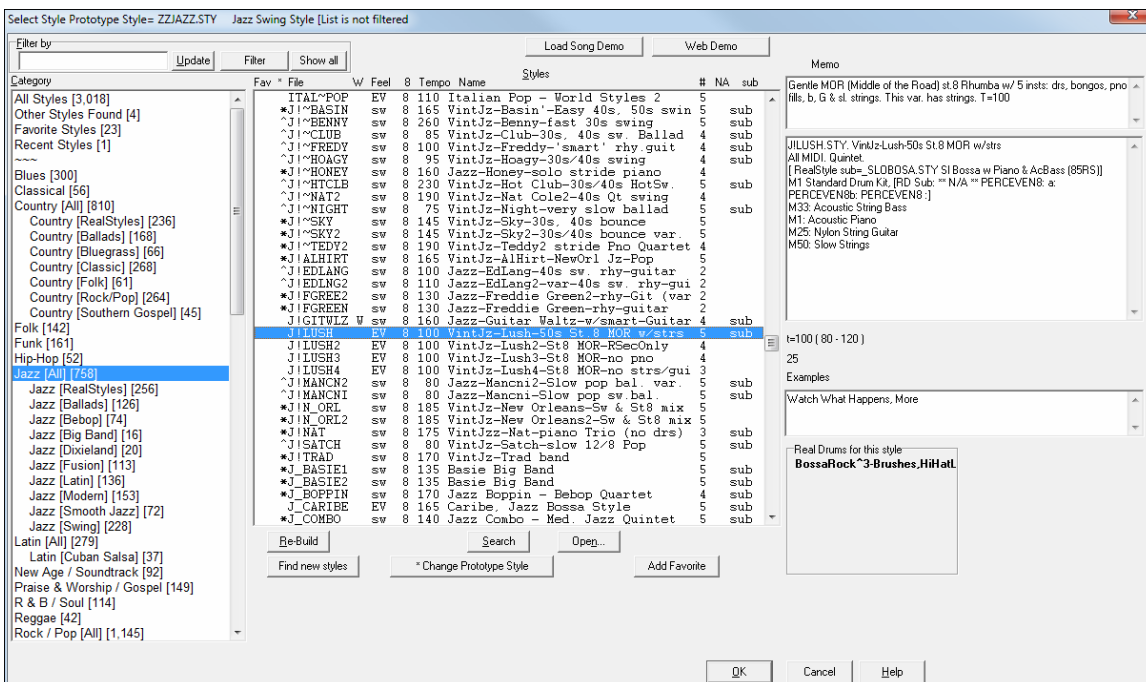 Select Style Prototype Style= ZZJAZZ.STY Jazz Swing Style [List is not filtered
Filter by
Update Filter Show all
Load Song Demo Web Demo
Category
All Styles [3,018]
Other Styles Found [4]
Favorite Styles [23]
Recent Styles [1]
~~~
Blues [300]
Classical [56]
Country [All] [810]
Country [RealStyles] [236]
Country [Ballads] [168]
Country [Bluegrass] [66]
Country [Classic] [268]
Country [Folk] [61]
Country [Rock/Pop] [264]
Country [Southern Gospel] [45]
Folk [142]
Funk [161]
Hip-Hop [52]
Jazz [All] [758]
Jazz [RealStyles] [256]
Jazz [Ballads] [126]
Jazz [Bebop] [74]
Jazz [Big Band] [16]
Jazz [Dixieland] [20]
Jazz [Fusion] [113]
Jazz [Latin] [136]
Jazz [Modern] [153]
Jazz [Smooth Jazz] [72]
Jazz [Swing] [228]
Latin [All] [279]
Latin [Cuban Salsa] [37]
New Age / Soundtrack [92]
Praise & Worship / Gospel [149]
R & B / Soul [114]
Reggae [42]
Rock / Pop [All] [1,145]
Styles
Fav * File W Feel 8 Tempo Name # NA sub
ITAL~POP EV 8 110 Italian Pop - World Styles 2 5
*J!~BASIN sw 8 165 VintJz-Basin'-Easy 40s, 50s swin 5 sub
^J!~BENNY sw 8 260 VintJz-Benny-fast 30s swing 5 sub
^J!~CLUB sw 8 85 VintJz-Club-30s, 40s sw. Ballad 4 sub
*J!~FREDY sw 8 100 VintJz-Freddy-'smart' rhy.guit 4 sub
^J!~HOAGY sw 8 95 VintJz-Hoagy-30s/40s swing 4 sub
*J!~HONEY sw 8 160 Jazz-Honey-solo stride piano 4
^J!~HTCLB sw 8 230 VintJz-Hot Club-30s/40s HotSw. 5 sub
^J!~NAT2 sw 8 190 VintJz-Nat Cole2-40s Qt swing 4
^J!~NIGHT sw 8 75 VintJz-Night-very slow ballad 5 sub
*J!~SKY sw 8 145 VintJz-Sky-30s, 40s bounce 5
*J!~SKY2 sw 8 145 VintJz-Sky2-30s/40s bounce var. 5
*J!~TEDY2 sw 8 190 VintJz-Teddy2 stride Pno Quartet 4
*J!ALHIRT sw 8 165 VintJz-AlHirt-NewOrl Jz-Pop 5
^J!EDLANG sw 8 100 Jazz-EdLang-40s sw. rhy-guitar 2
^J!EDLNG2 sw 8 110 Jazz-EdLang2-var-40s sw. rhy-gui 2
*J!FGREE2 sw 8 130 Jazz-Freddie Green2-rhy-Git (var 2
*J!FGREEN sw 8 130 Jazz-Freddie Green-rhy-guitar 2
J!GITWLZ W sw 8 160 Jazz-Guitar Waltz-w/smart-Guitar 4 sub
J!LUSH EV 8 100 VintJz-Lush-50s St.8 MOR w/strs 5 sub
J!LUSH2 EV 8 100 VintJz-Lush2-St8 MOR-RSecOnly 4
J!LUSH3 EV 8 100 VintJz-Lush3-St8 MOR-no pno 4
J!LUSH4 EV 8 100 VintJz-Lush4-St8 MOR-no strs/gui 3
^J!MANCN2 sw 8 80 Jazz-Mancni2-Slow pop bal. var. 5 sub
^J!MANCNI sw 8 80 Jazz-Mancni-Slow pop sw.bal. 5 sub
*J!N_ORL sw 8 185 VintJz-New Orleans-Sw & St8 mix 5
*J!N_ORL2 sw 8 185 VintJz-New Orleans2-Sw & St8 mix 5
*J!NAT sw 8 175 VintJzz-Nat-piano Trio (no drs) 3 sub
^J!SATCH sw 8 80 VintJz-Satch-slow 12/8 Pop 5 sub
*J!TRAD sw 8 170 VintJz-Trad band 5
*J_BASIE1 sw 8 135 Basie Big Band 5 sub
*J_BASIE2 sw 8 135 Basie Big Band 5 sub
*J_BOPPIN sw 8 170 Jazz Boppin - Bebop Quartet 4 sub
J_CARIBE EV 8 165 Caribe, Jazz Bossa Style 5 sub
*J_COMBO sw 8 140 Jazz Combo - Med. Jazz Quintet 5 sub
Re-Build Search Open...
Find new styles * Change Prototype Style Add Favorite
Memo
Gentle MOR (Middle of the Road) st.8 Rhumba w/ 5 insts: drs, bongos, pno
fills, b, G & sl. strings. This var. has strings. T=100
J!LUSH.STY. VintJz-Lush-50s St.8 MOR w/strs
All MIDI. Quintet.
[ RealStyle sub=_SLOBOSA.STY Sl Bossa w Piano & AcBass (85RS)]
M1 Standard Drum Kit, [RD Sub: ** N/A ** PERCEVEN8: a:
PERCEVEN8b: PERCEVEN8 :]
M33: Acoustic String Bass
M1: Acoustic Piano
M25: Nylon String Guitar
M50: Slow Strings
t=100 ( 80 - 120 )
25
Examples
Watch What Happens, More
Real Drums for this style
BossaRock^3-Brushes,HiHatL
OK Cancel Help